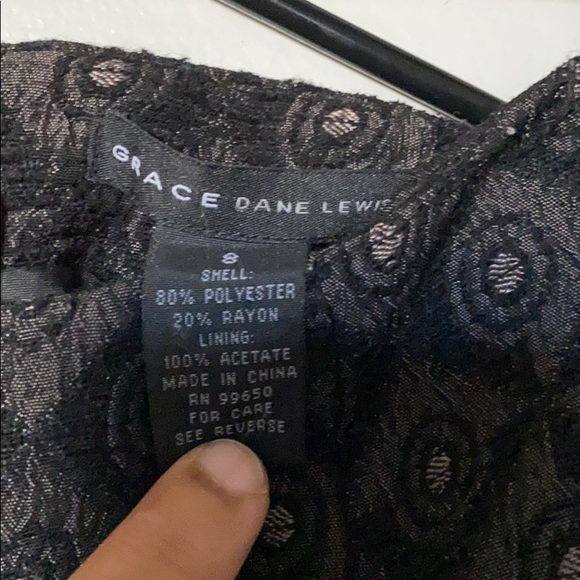 GRACE DANE LEWIS
8
SHELL:
80% POLYESTER
20% RAYON
LINING:
100% ACETATE
MADE IN CHINA
RN 99650
FOR CARE
SEE REVERSE